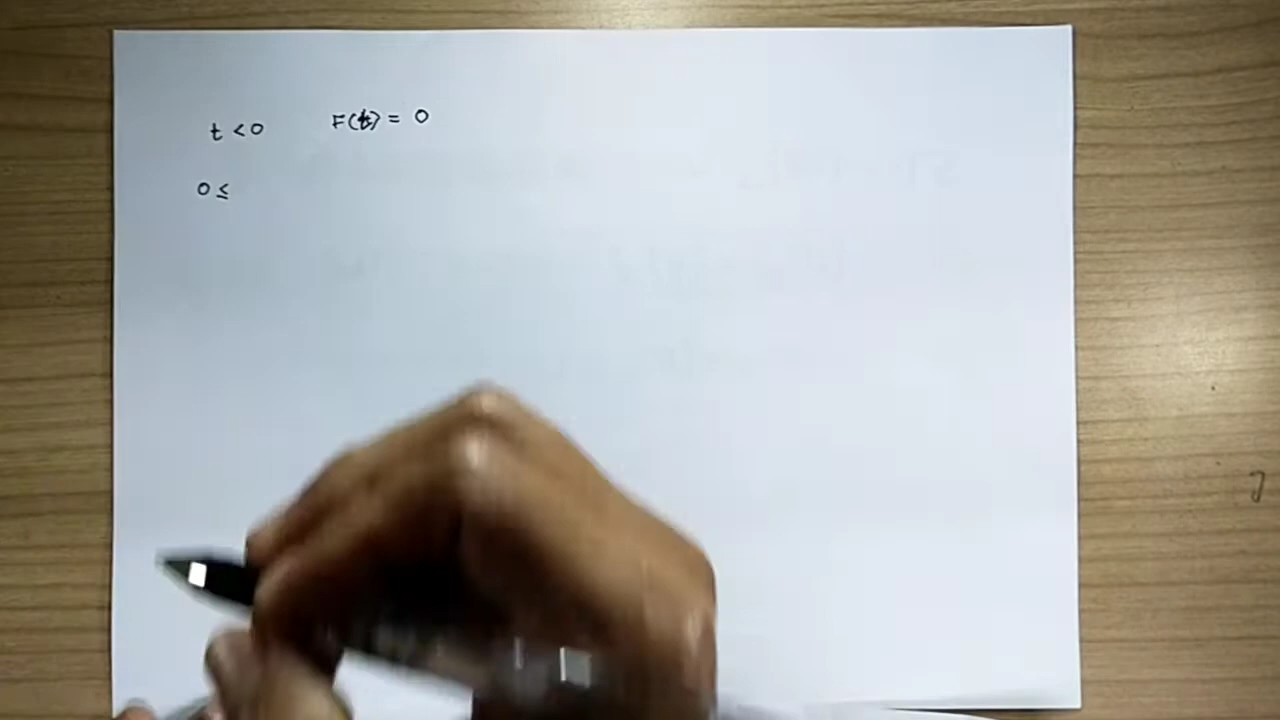 t < 0 F(t) = 0
0 ≤